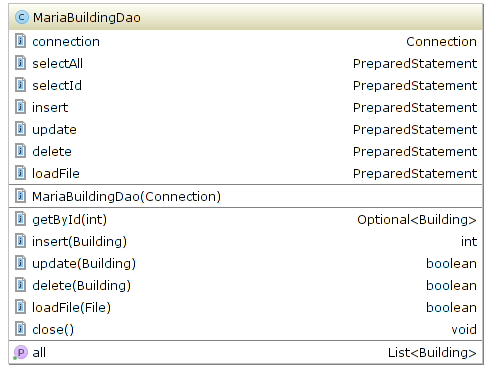 C MariaBuildingDao
connection Connection
selectAll PreparedStatement
selectId PreparedStatement
insert PreparedStatement
update PreparedStatement
delete PreparedStatement
loadFile PreparedStatement
MariaBuildingDao(Connection)
getById(int) Optional<Building>
insert(Building) int
update(Building) boolean
delete(Building) boolean
loadFile(File) boolean
close() void
P all List<Building>